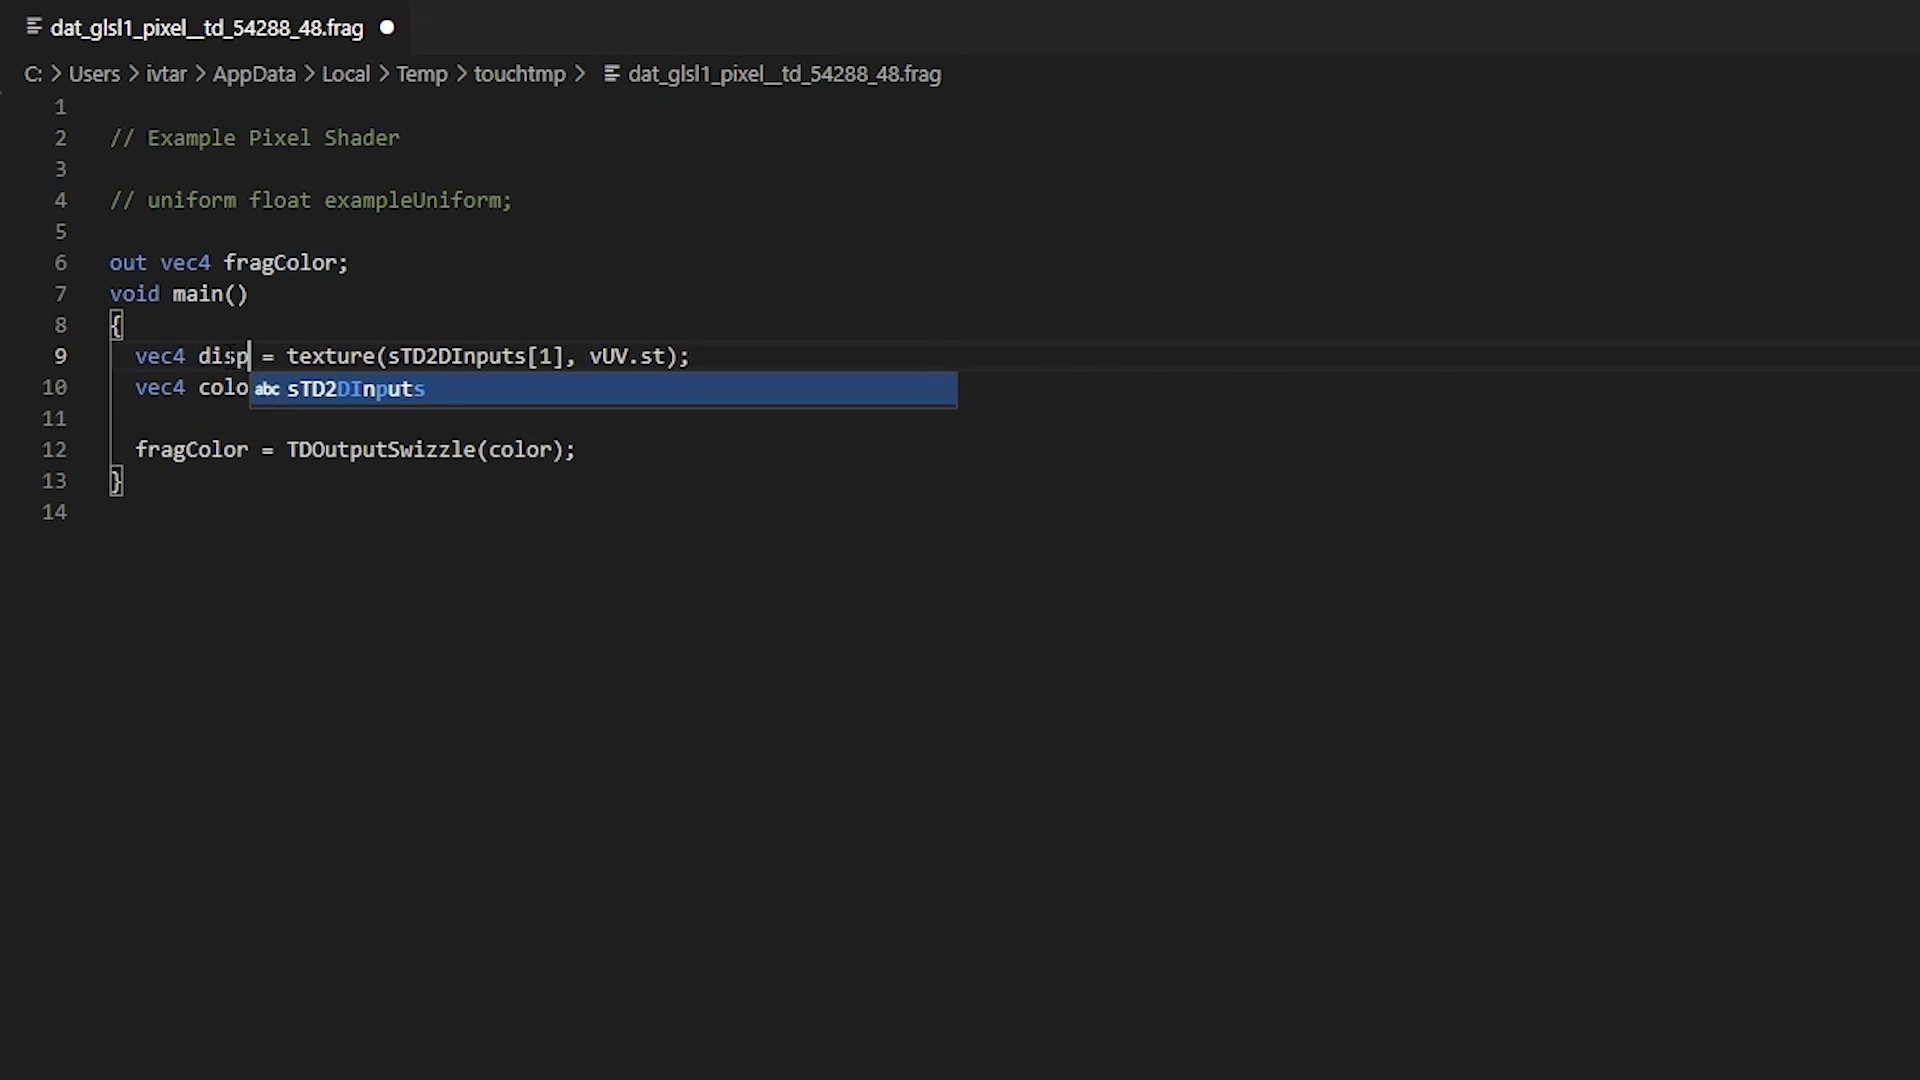 dat_glsl1_pixel__td_54288_48.frag
C: > Users > ivtar > AppData > Local > Temp > touchtmp > dat_glsl1_pixel__td_54288_48.frag
1
2 // Example Pixel Shader
3
4 // uniform float exampleUniform;
5
6 out vec4 fragColor;
7 void main()
8 {
9 vec4 disp = texture(sTD2DInputs[1], vUV.st);
10 vec4 colo
abc sTD2DInputs
11
12 fragColor = TDOutputSwizzle(color);
13 }
14